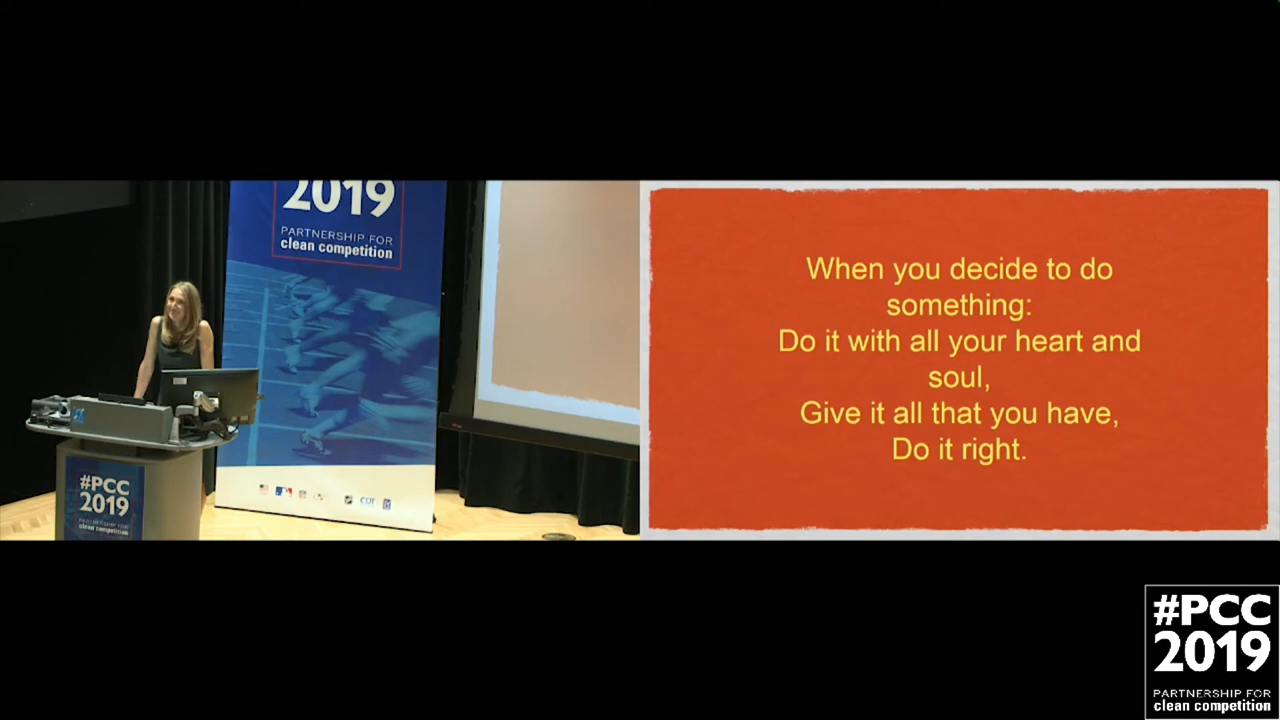 2019
PARTNERSHIP FOR
clean competition
#PCC
2019
PARTNERSHIP FOR
clean competition
When you decide to do
something:
Do it with all your heart and
soul,
Give it all that you have,
Do it right.
#PCC
2019
PARTNERSHIP FOR
clean competition